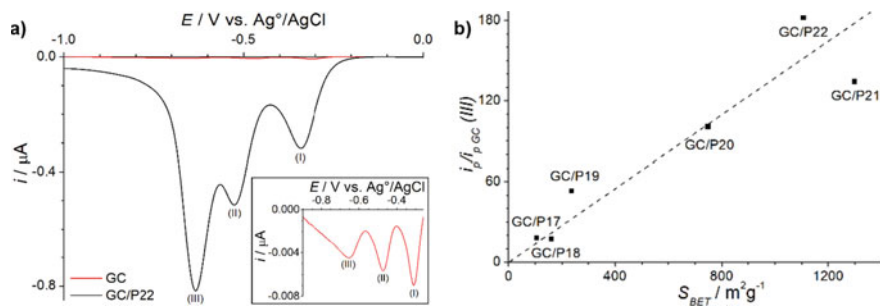 a)
E / V vs. Ag°/AgCl
-1.0 -0.5 0.0
0.0
-0.4
-0.8
i / μA
(I)
(II)
(III)
GC
GC/P22
E / V vs. Ag°/AgCl
-0.8 -0.6 -0.4
0.000
-0.004
-0.008
i / μA
(III)
(II)
(I)
b)
180
120
60
0
ip/ip GC (III)
GC/P22
GC/P21
GC/P20
GC/P19
GC/P17
GC/P18
0 400 800 1200
SBET / m²g-1